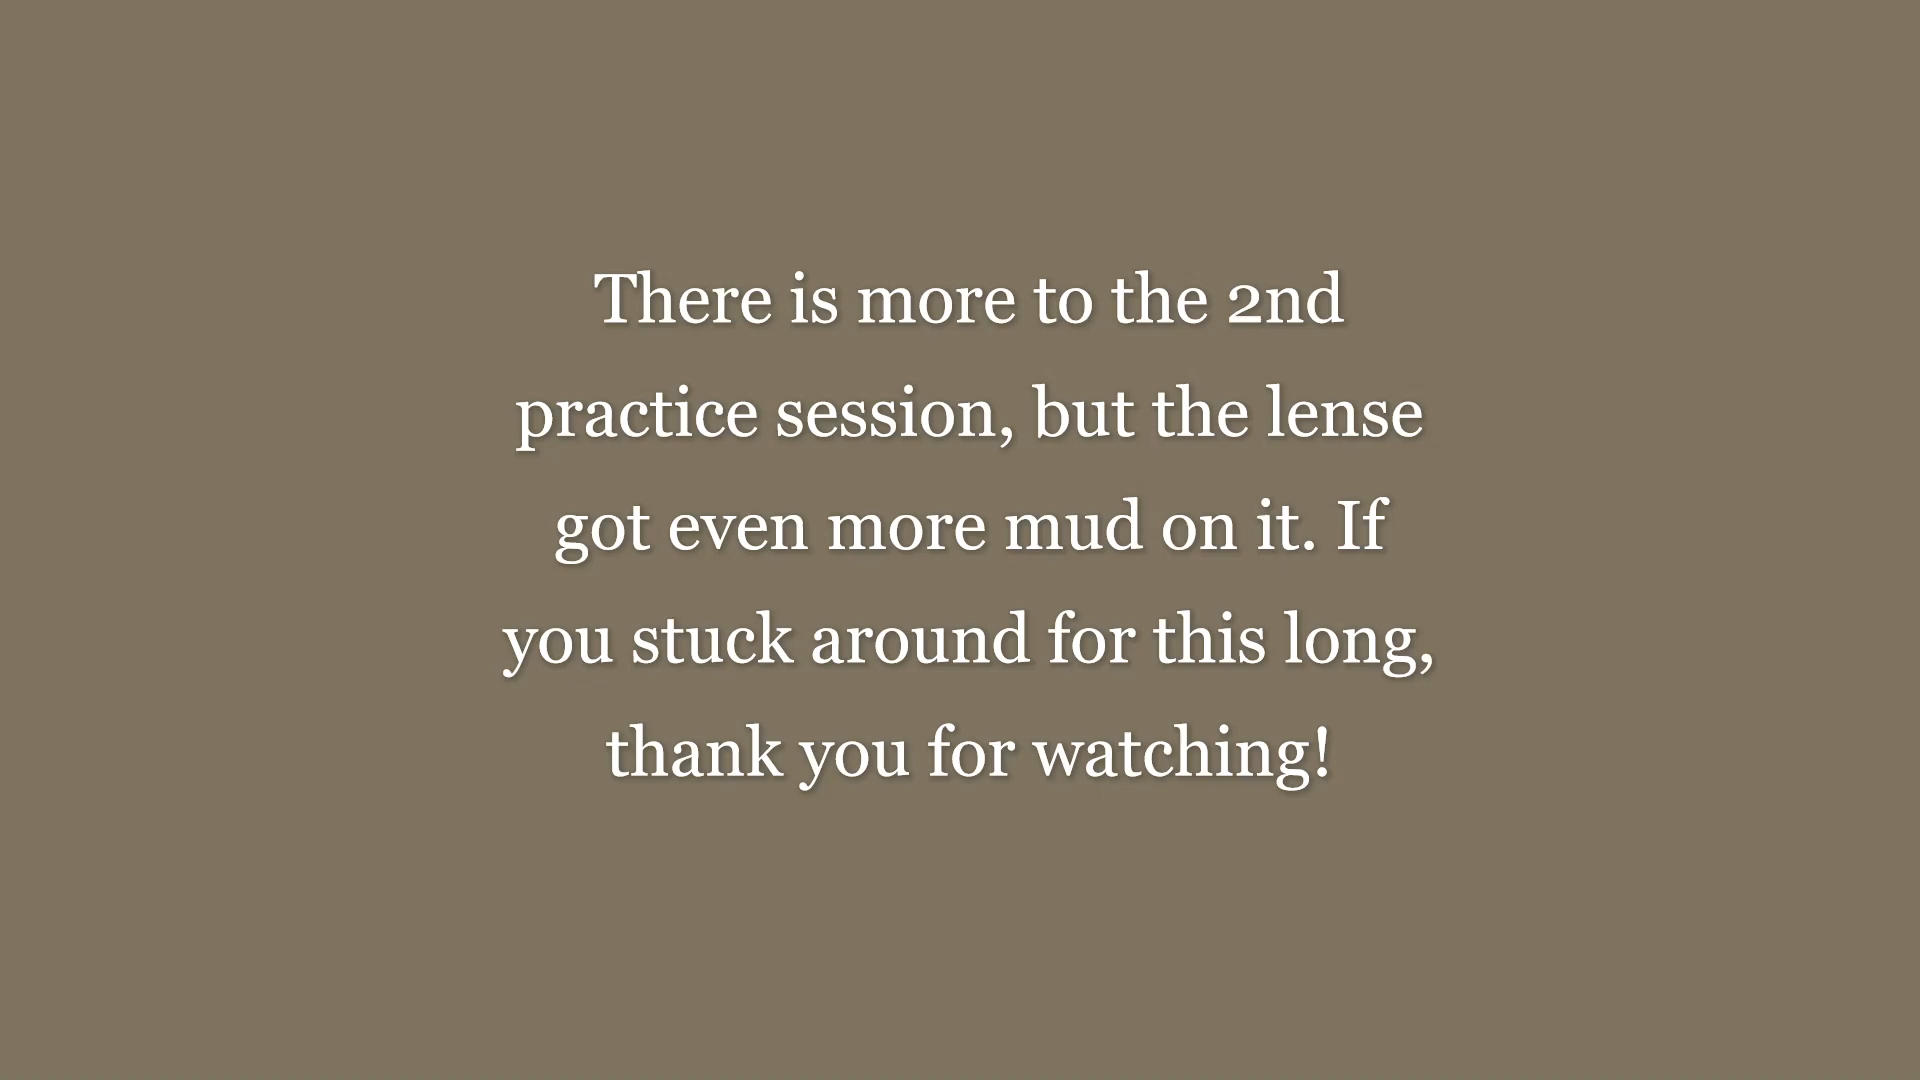 There is more to the 2nd
practice session, but the lense
got even more mud on it. If
you stuck around for this long,
thank you for watching!